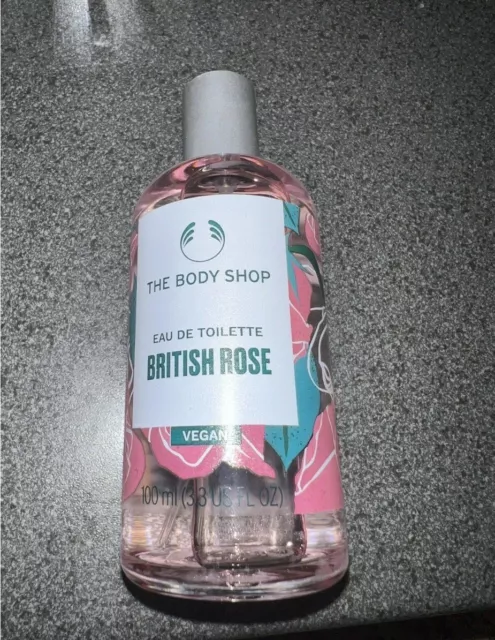 THE BODY SHOP
EAU DE TOILETTE
BRITISH ROSE
VEGAN
100 ml (3.3 US FL OZ)